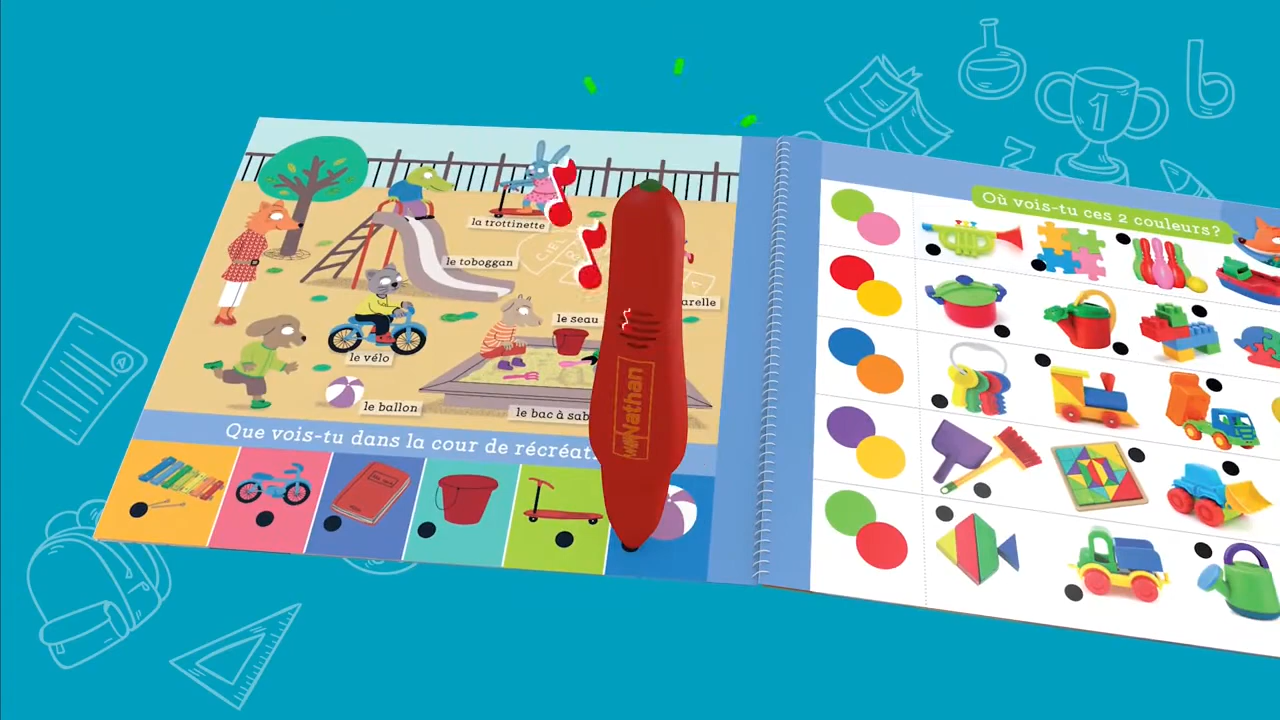 la trottinette
le toboggan
arelle
le seau
le vélo
le ballon
le bac à sab
Que vois-tu dans la cour de récréat
Nathan
Où vois-tu ces 2 couleurs?
1
b
z